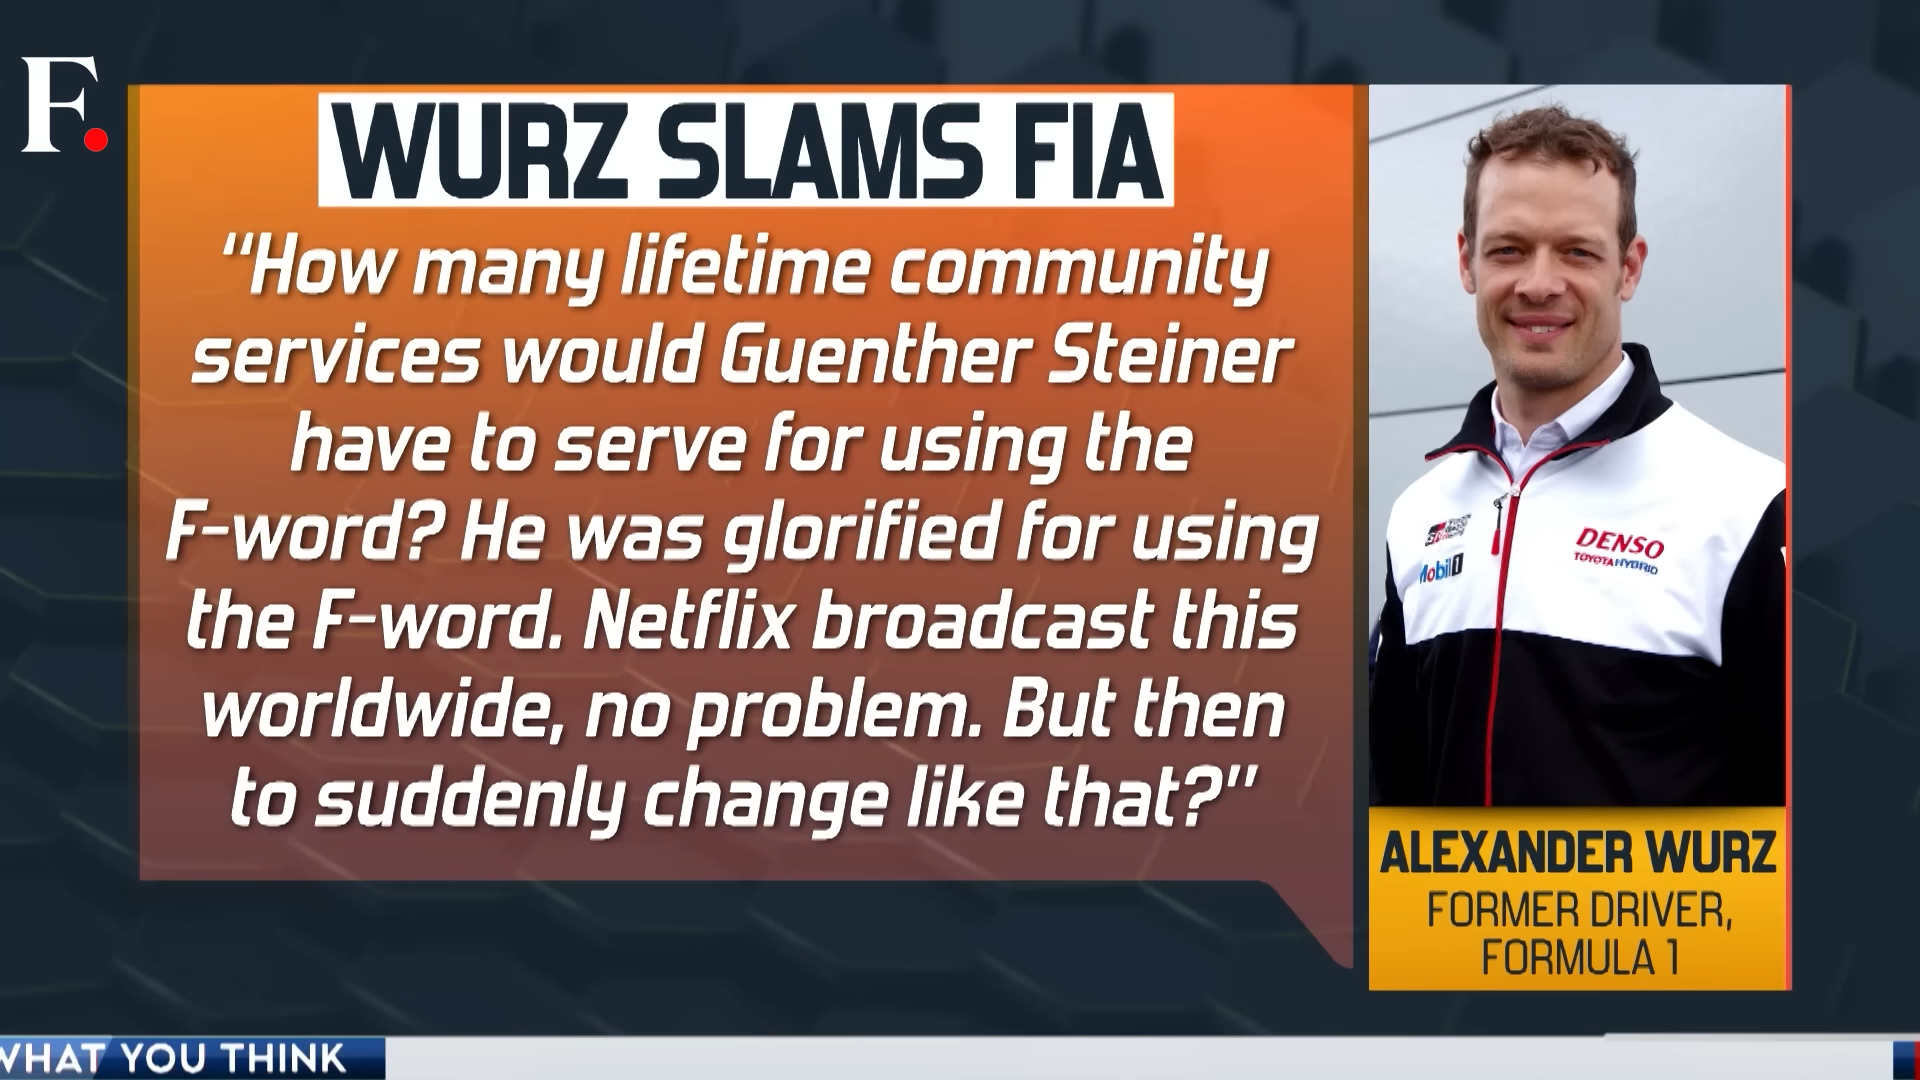 F.
WURZ SLAMS FIA
“How many lifetime community
services would Guenther Steiner
have to serve for using the
F-word? He was glorified for using
the F-word. Netflix broadcast this
worldwide, no problem. But then
to suddenly change like that?”
Mobil 1
DENSO
TOYOTA HYBRID
ALEXANDER WURZ
FORMER DRIVER,
FORMULA 1
WHAT YOU THINK